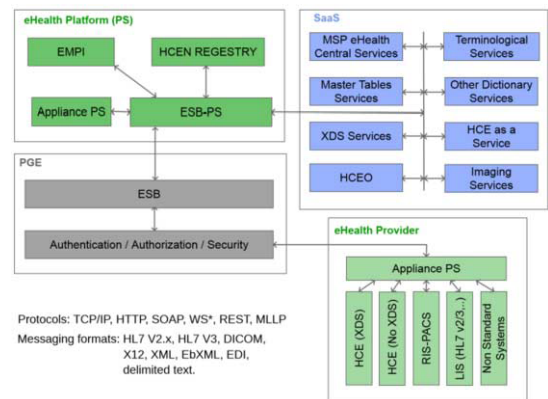 eHealth Platform (PS)
EMPI
HCEN REGESTRY
Appliance PS
ESB-PS
PGE
ESB
Authentication / Authorization / Security
SaaS
MSP eHealth
Central Services
Terminological
Services
Master Tables
Services
Other Dictionary
Services
XDS Services
HCE as a
Service
HCEO
Imaging
Services
eHealth Provider
Appliance PS
HCE (XDS)
HCE (No XDS)
RIS-PACS
LIS (HL7 v2/3,..)
Non Standard
Systems
Protocols: TCP/IP, HTTP, SOAP, WS*, REST, MLLP
Messaging formats: HL7 V2.x, HL7 V3, DICOM,
X12, XML, EbXML, EDI,
delimited text.